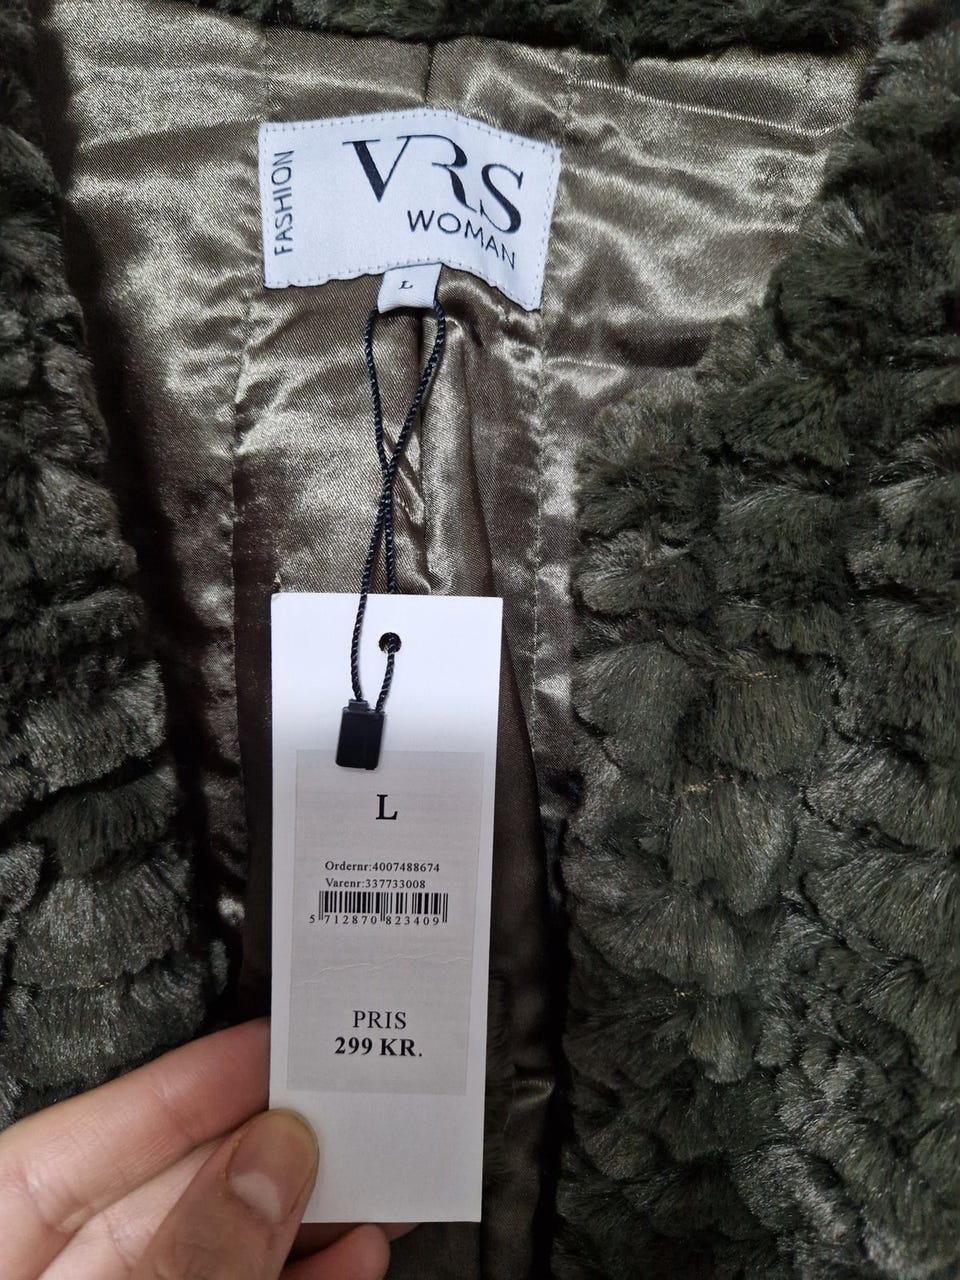 FASHION
VRS
WOMAN
L
L
Ordernr:4007488674
Varenr:337733008
5 712870 823409
PRIS
299 KR.